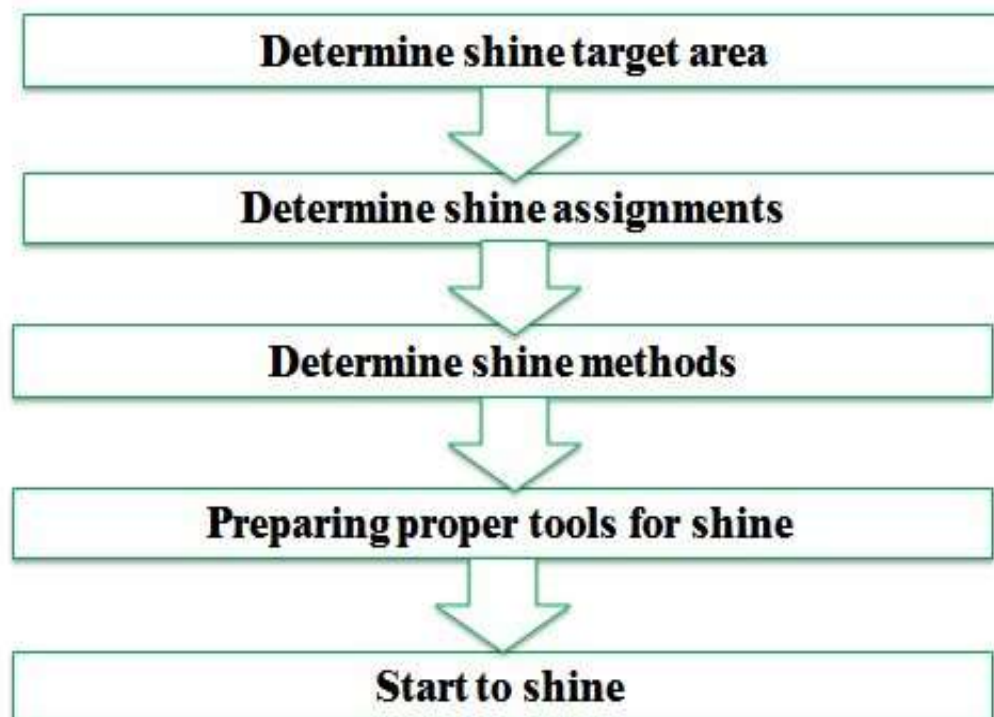 Determine shine target area
Determine shine assignments
Determine shine methods
Preparing proper tools for shine
Start to shine